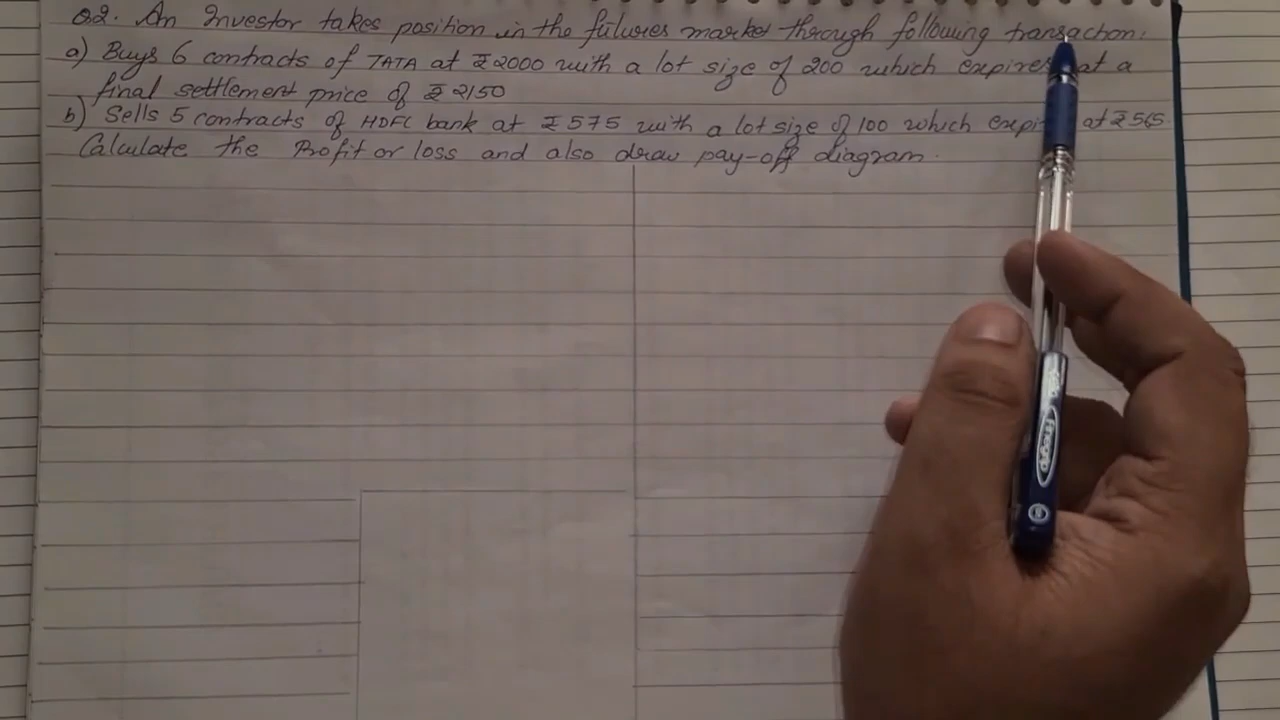 Q2. An Investor takes position in the futures market through following transaction.
a) Buys 6 contracts of TATA at ₹2000 with a lot size of 200 which expires at a
final settlement price of ₹2150
b) Sells 5 contracts of HDFC bank at ₹575 with a lot size of 100 which expi at ₹565.
Calculate the Profit or loss and also draw pay-off diagram.